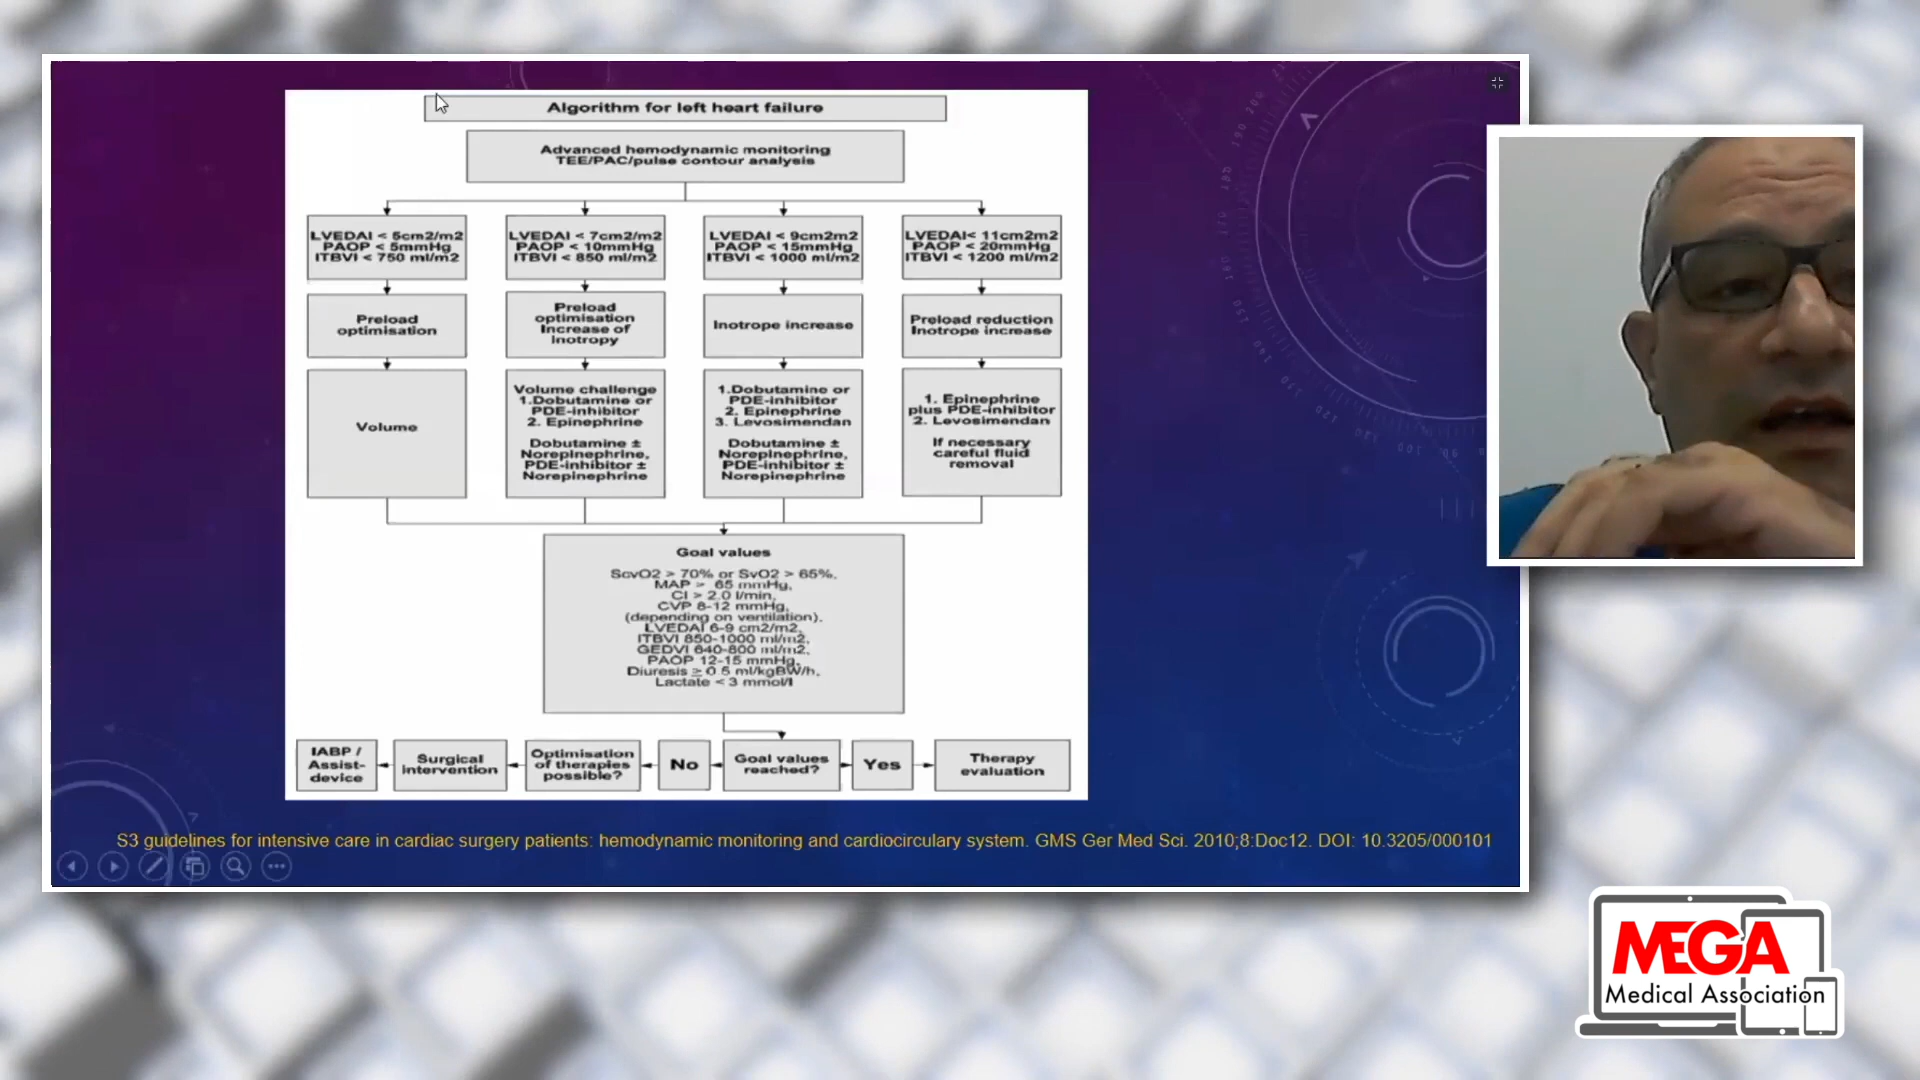 Algorithm for left heart failure
Advanced hemodynamic monitoring
TEE/PAC/pulse contour analysis
LVEDAI < 5cm2/m2
PAOP < 5mmHg
ITBVI < 750 ml/m2
LVEDAI < 7cm2/m2
PAOP < 10mmHg
ITBVI < 850 ml/m2
LVEDAI < 9cm2m2
PAOP < 15mmHg
ITBVI < 1000 ml/m2
LVEDAI< 11cm2m2
PAOP < 20mmHg
ITBVI < 1200 ml/m2
Preload
optimisation
Preload
optimisation
Increase of
Inotropy
Inotrope increase
Preload reduction
Inotrope increase
Volume
Volume challenge
1.Dobutamine or
PDE-inhibitor
2. Epinephrine
Dobutamine ±
Norepinephrine,
PDE-inhibitor ±
Norepinephrine
1.Dobutamine or
PDE-inhibitor
2. Epinephrine
3. Levosimendan
Dobutamine ±
Norepinephrine,
PDE-inhibitor ±
Norepinephrine
1. Epinephrine
plus PDE-inhibitor
2. Levosimendan
If necessary
careful fluid
removal
Goal values
ScvO2 > 70% or SvO2 > 65%,
MAP > 65 mmHg,
CI > 2.0 l/min,
CVP 8-12 mmHg,
(depending on ventilation),
LVEDAI 6-9 cm2/m2,
ITBVI 850-1000 ml/m2,
GEDVI 640-800 ml/m2,
PAOP 12-15 mmHg,
Diuresis ≥ 0.5 ml/kgBW/h,
Lactate < 3 mmol/l
IABP /
Assist-
device
Surgical
intervention
Optimisation
of therapies
possible?
No
Goal values
reached?
Yes
Therapy
evaluation
S3 guidelines for intensive care in cardiac surgery patients: hemodynamic monitoring and cardiocirculary system. GMS Ger Med Sci. 2010;8:Doc12. DOI: 10.3205/000101
MEGA
Medical Association